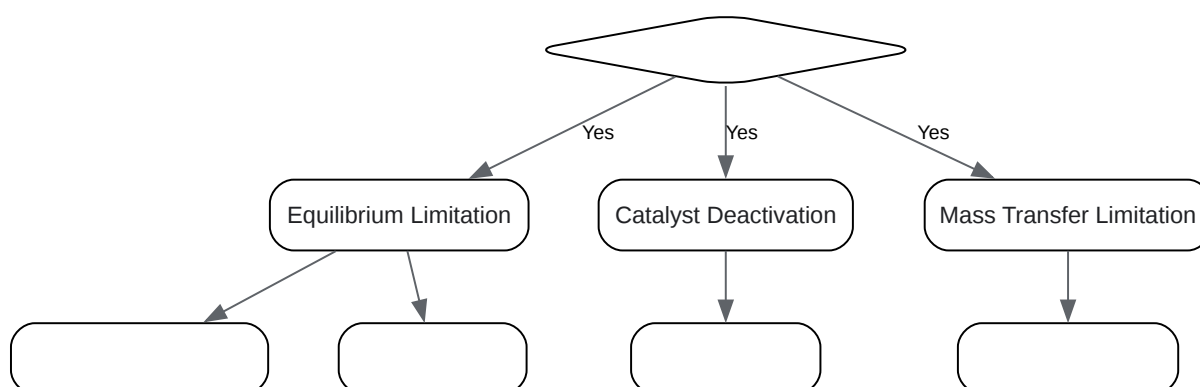 Yes
Yes
Yes
Equilibrium Limitation
Catalyst Deactivation
Mass Transfer Limitation